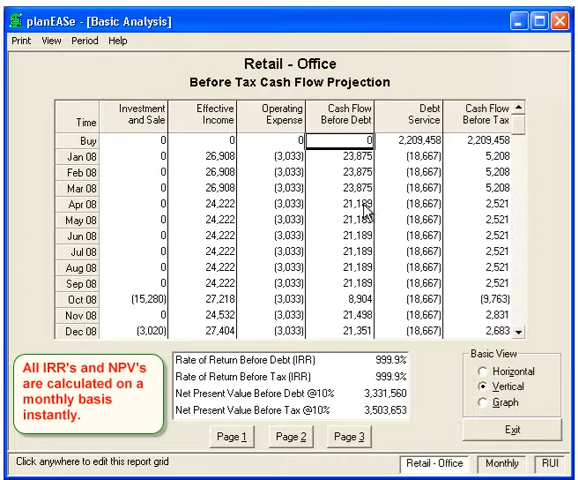 planEASe - [Basic Analysis]
Print View Period Help
Retail - Office
Before Tax Cash Flow Projection
Time Investment and Sale Effective Income Operating Expense Cash Flow Before Debt Debt Service Cash Flow Before Tax
Buy 0 0 0 0 2,209,458 2,209,458
Jan 08 0 26,908 (3,033) 23,875 (18,667) 5,208
Feb 08 0 26,908 (3,033) 23,875 (18,667) 5,208
Mar 08 0 26,908 (3,033) 23,875 (18,667) 5,208
Apr 08 0 24,222 (3,033) 21,189 (18,667) 2,521
May 08 0 24,222 (3,033) 21,189 (18,667) 2,521
Jun 08 0 24,222 (3,033) 21,189 (18,667) 2,521
Jul 08 0 24,222 (3,033) 21,189 (18,667) 2,521
Aug 08 0 24,222 (3,033) 21,189 (18,667) 2,521
Sep 08 0 24,222 (3,033) 21,189 (18,667) 2,521
Oct 08 (15,280) 27,218 (3,033) 8,904 (18,667) (9,763)
Nov 08 0 24,532 (3,033) 21,498 (18,667) 2,831
Dec 08 (3,020) 27,404 (3,033) 21,351 (18,667) 2,683
All IRR's and NPV's
are calculated on a
monthly basis
instantly.
Rate of Return Before Debt (IRR) 999.9%
Rate of Return Before Tax (IRR) 999.9%
Net Present Value Before Debt @10% 3,331,560
Net Present Value Before Tax @10% 3,503,653
Page 1 Page 2 Page 3
Basic View
Horizontal
Vertical
Graph
Exit
Click anywhere to edit this report grid
Retail - Office Monthly RUI